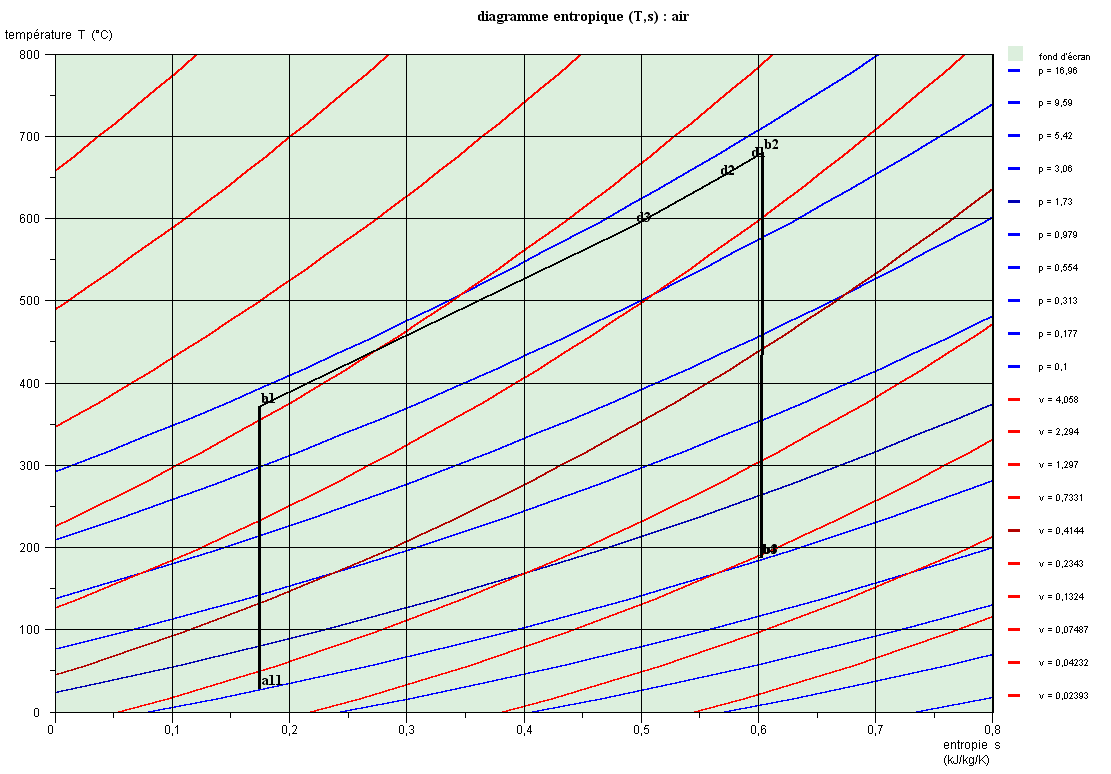 diagramme entropique (T,s) : air
température T (°C)
800
700
600
500
400
300
200
100
0
0
0,1
0,2
0,3
0,4
0,5
0,6
0,7
0,8
entropie s
(kJ/kg/K)
b2
d1
d2
d3
b1
a11
fond d'écran
p = 16,96
p = 9,59
p = 5,42
p = 3,06
p = 1,73
p = 0,979
p = 0,554
p = 0,313
p = 0,177
p = 0,1
v = 4,058
v = 2,294
v = 1,297
v = 0,7331
v = 0,4144
v = 0,2343
v = 0,1324
v = 0,07487
v = 0,04232
v = 0,02393